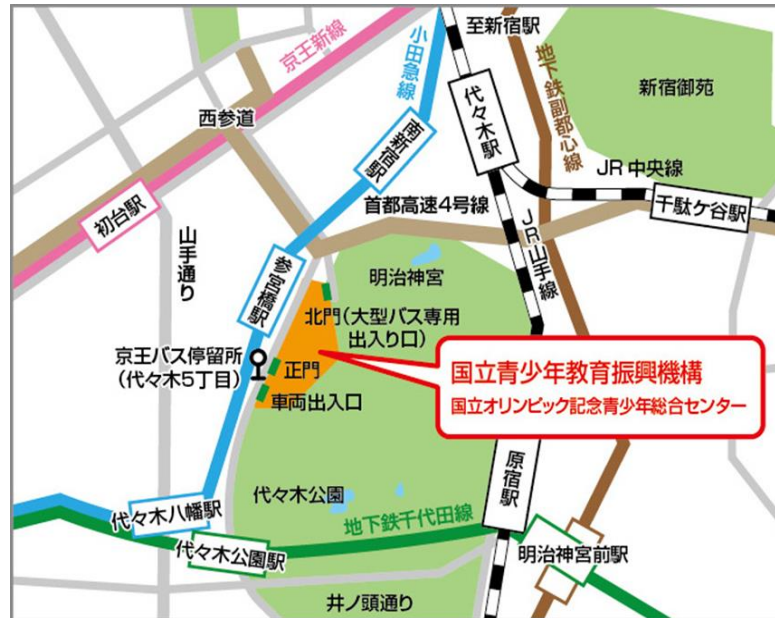 至新宿駅
京王新線
小田急線
地下鉄副都心線
新宿御苑
代々木駅
西参道
南新宿駅
JR中央線
千駄ケ谷駅
首都高速4号線
初台駅
山手通り
参宮橋駅
JR山手線
明治神宮
北門(大型バス専用
出入り口)
京王バス停留所
(代々木5丁目)
正門
車両出入口
国立青少年教育振興機構
国立オリンピック記念青少年総合センター
原宿駅
代々木公園
代々木八幡駅
地下鉄千代田線
代々木公園駅
明治神宮前駅
井ノ頭通り